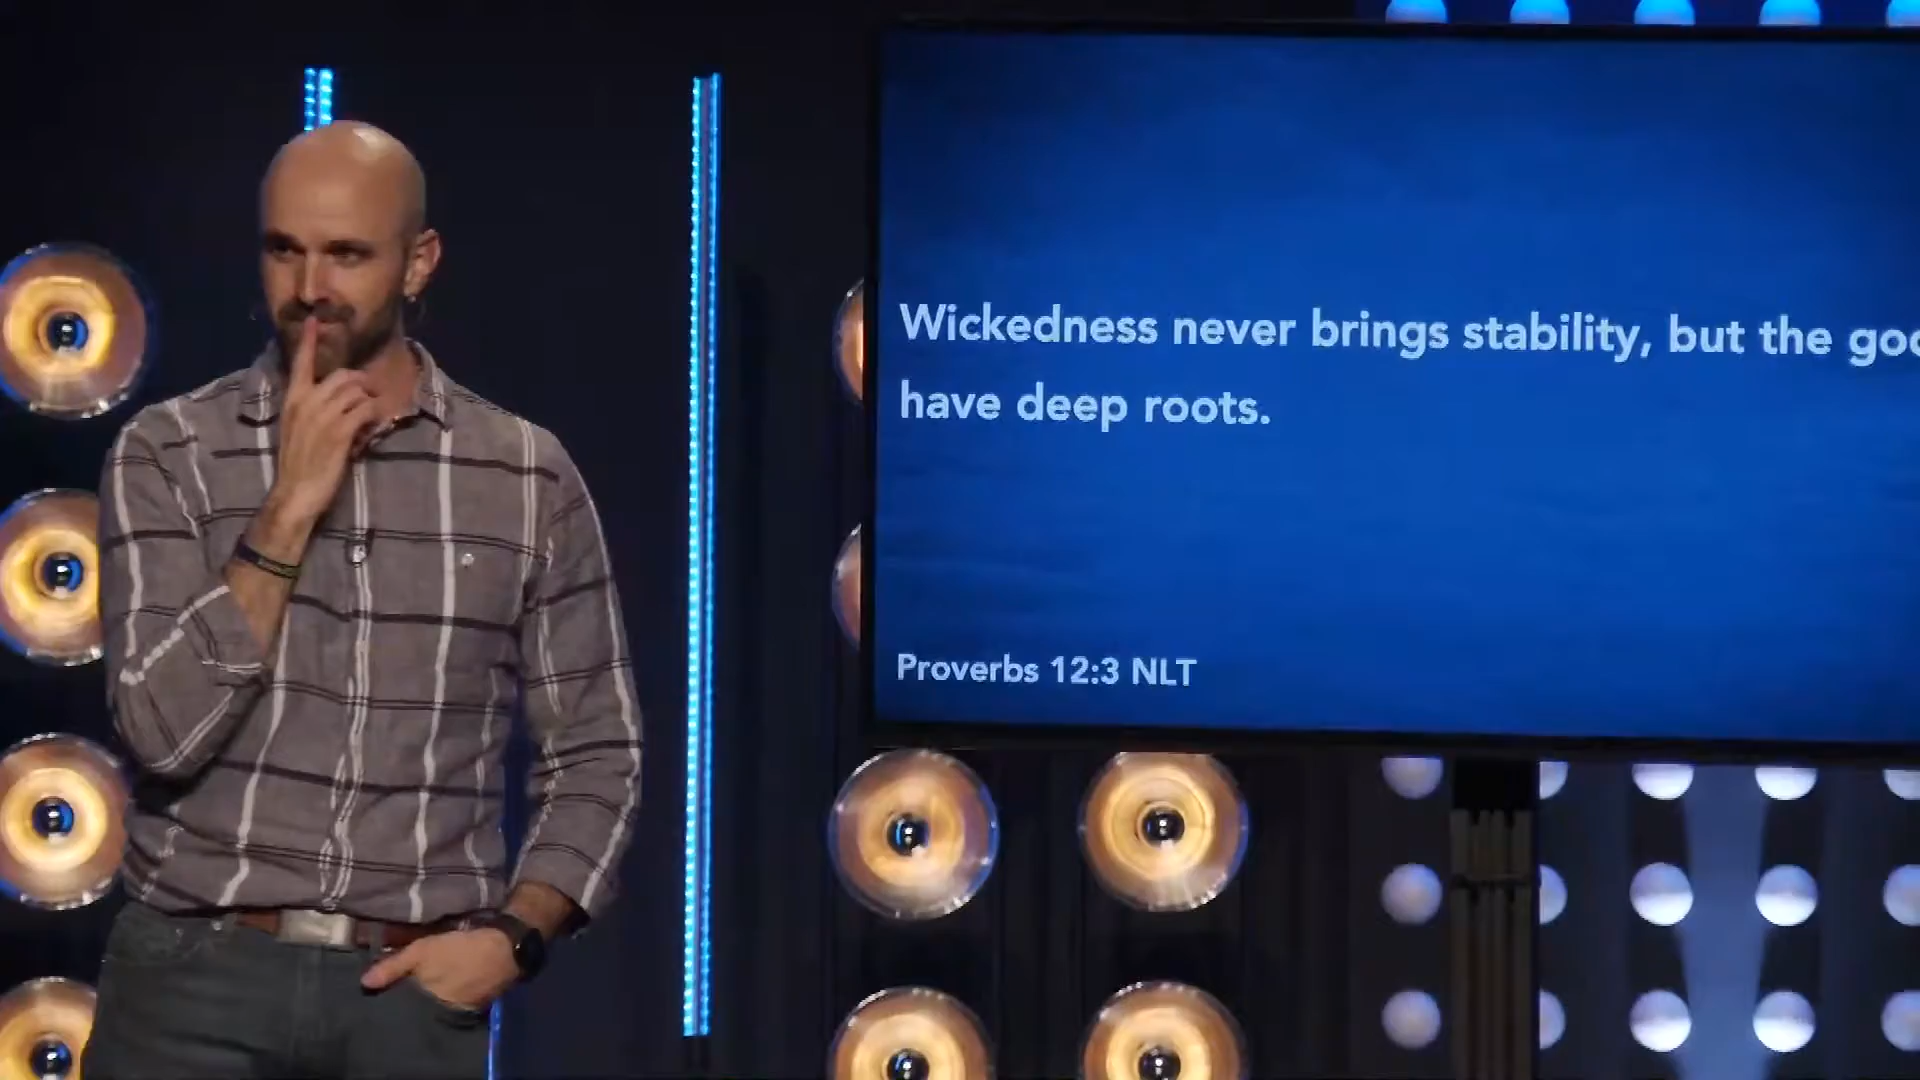 Wickedness never brings stability, but the
have deep roots.
Proverbs 12:3 NLT